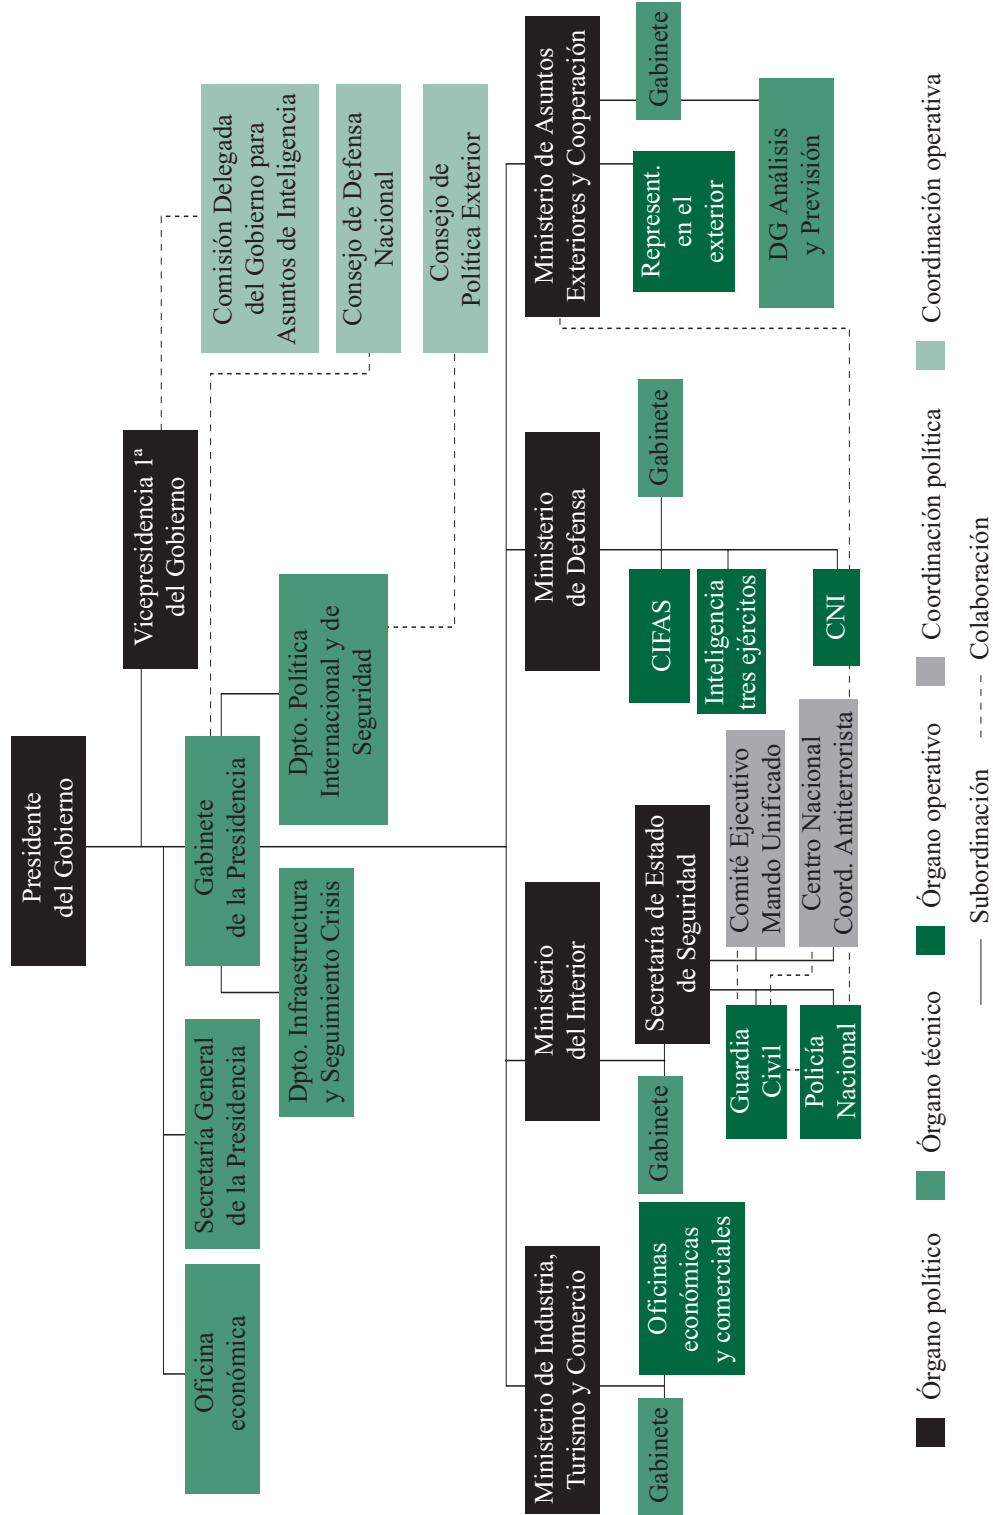 Presidente
del Gobierno
Vicepresidencia 1ª
del Gobierno
Oficina
económica
Secretaría General
de la Presidencia
Gabinete
de la Presidencia
Comisión Delegada
del Gobierno para
Asuntos de Inteligencia
Dpto. Infraestructura
y Seguimiento Crisis
Dpto. Política
Internacional y de
Seguridad
Consejo de Defensa
Nacional
Consejo de
Política Exterior
Ministerio de Industria,
Turismo y Comercio
Ministerio
del Interior
Ministerio
de Defensa
Ministerio de Asuntos
Exteriores y Cooperación
Gabinete
Oficinas
económicas
y comerciales
Gabinete
Secretaría de Estado
de Seguridad
CIFAS
Gabinete
Represent.
en el
exterior
Gabinete
Guardia
Civil
Comité Ejecutivo
Mando Unificado
Inteligencia
tres ejércitos
DG Análisis
y Previsión
Policía
Nacional
Centro Nacional
Coord. Antiterrorista
CNI
Órgano político
Órgano técnico
Órgano operativo
Coordinación política
Coordinación operativa
Subordinación
Colaboración